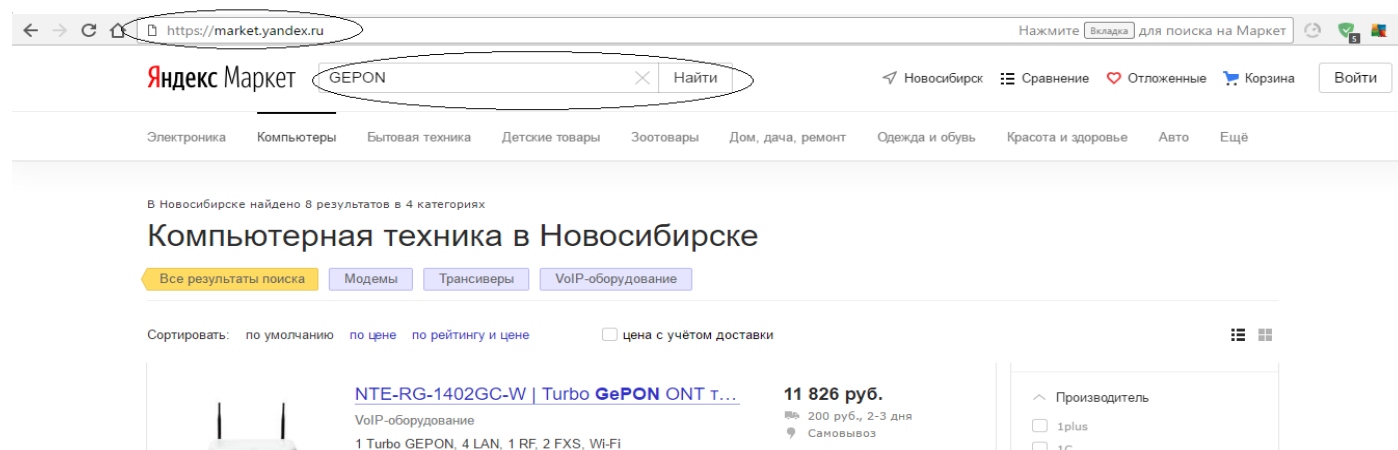 https://market.yandex.ru Нажмите Вкладка для поиска на Маркет 5
Яндекс Маркет GEPON Найти Новосибирск Сравнение Отложенные Корзина Войти
Электроника Компьютеры Бытовая техника Детские товары Зоотовары Дом, дача, ремонт Одежда и обувь Красота и здоровье Авто Ещё
В Новосибирске найдено 8 результатов в 4 категориях
Компьютерная техника в Новосибирске
Все результаты поиска Модемы Трансиверы VoIP-оборудование
Сортировать: по умолчанию по цене по рейтингу и цене цена с учётом доставки
NTE-RG-1402GC-W | Turbo GePON ONT т... 11 826 руб. Производитель
VoIP-оборудование 200 руб., 2-3 дня 1plus
1 Turbo GEPON, 4 LAN, 1 RF, 2 FXS, Wi-Fi Самовывоз